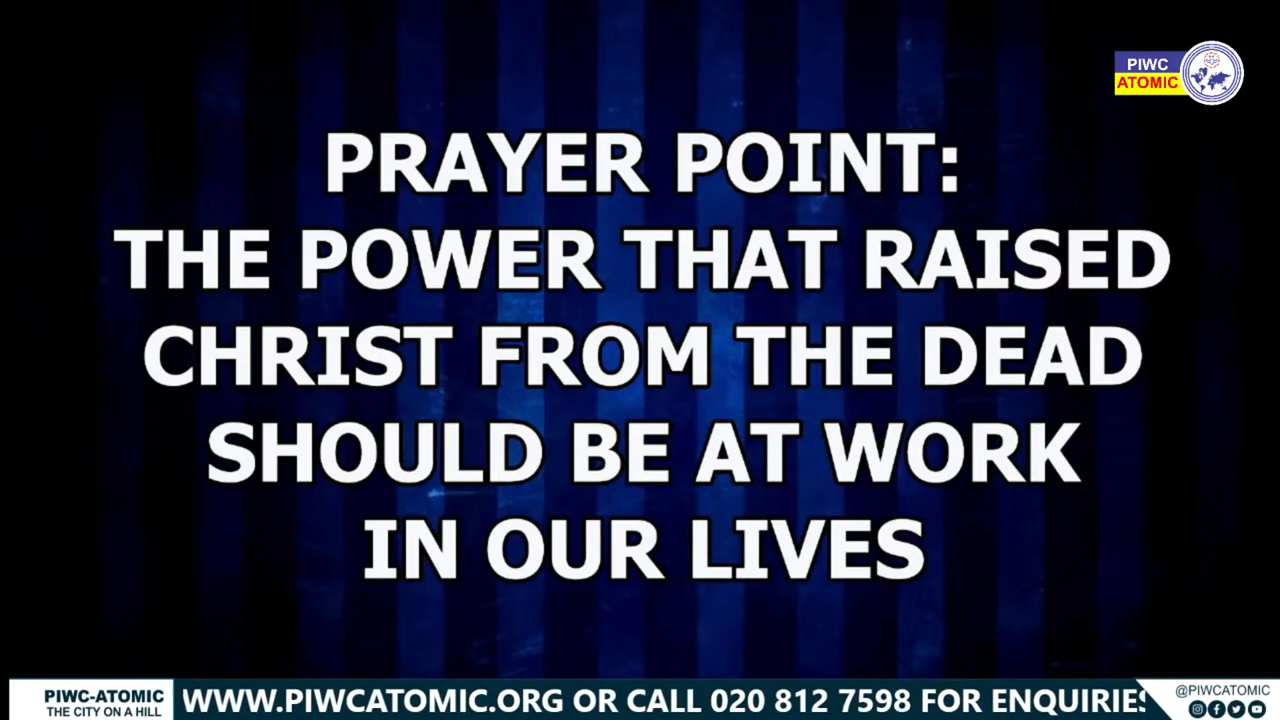 PIWC
ATOMIC
PRAYER POINT:
THE POWER THAT RAISED
CHRIST FROM THE DEAD
SHOULD BE AT WORK
IN OUR LIVES
PIWC-ATOMIC
THE CITY ON A HILL
WWW.PIWCATOMIC.ORG OR CALL 020 812 7598 FOR ENQUIRIES
@PIWCATOMIC